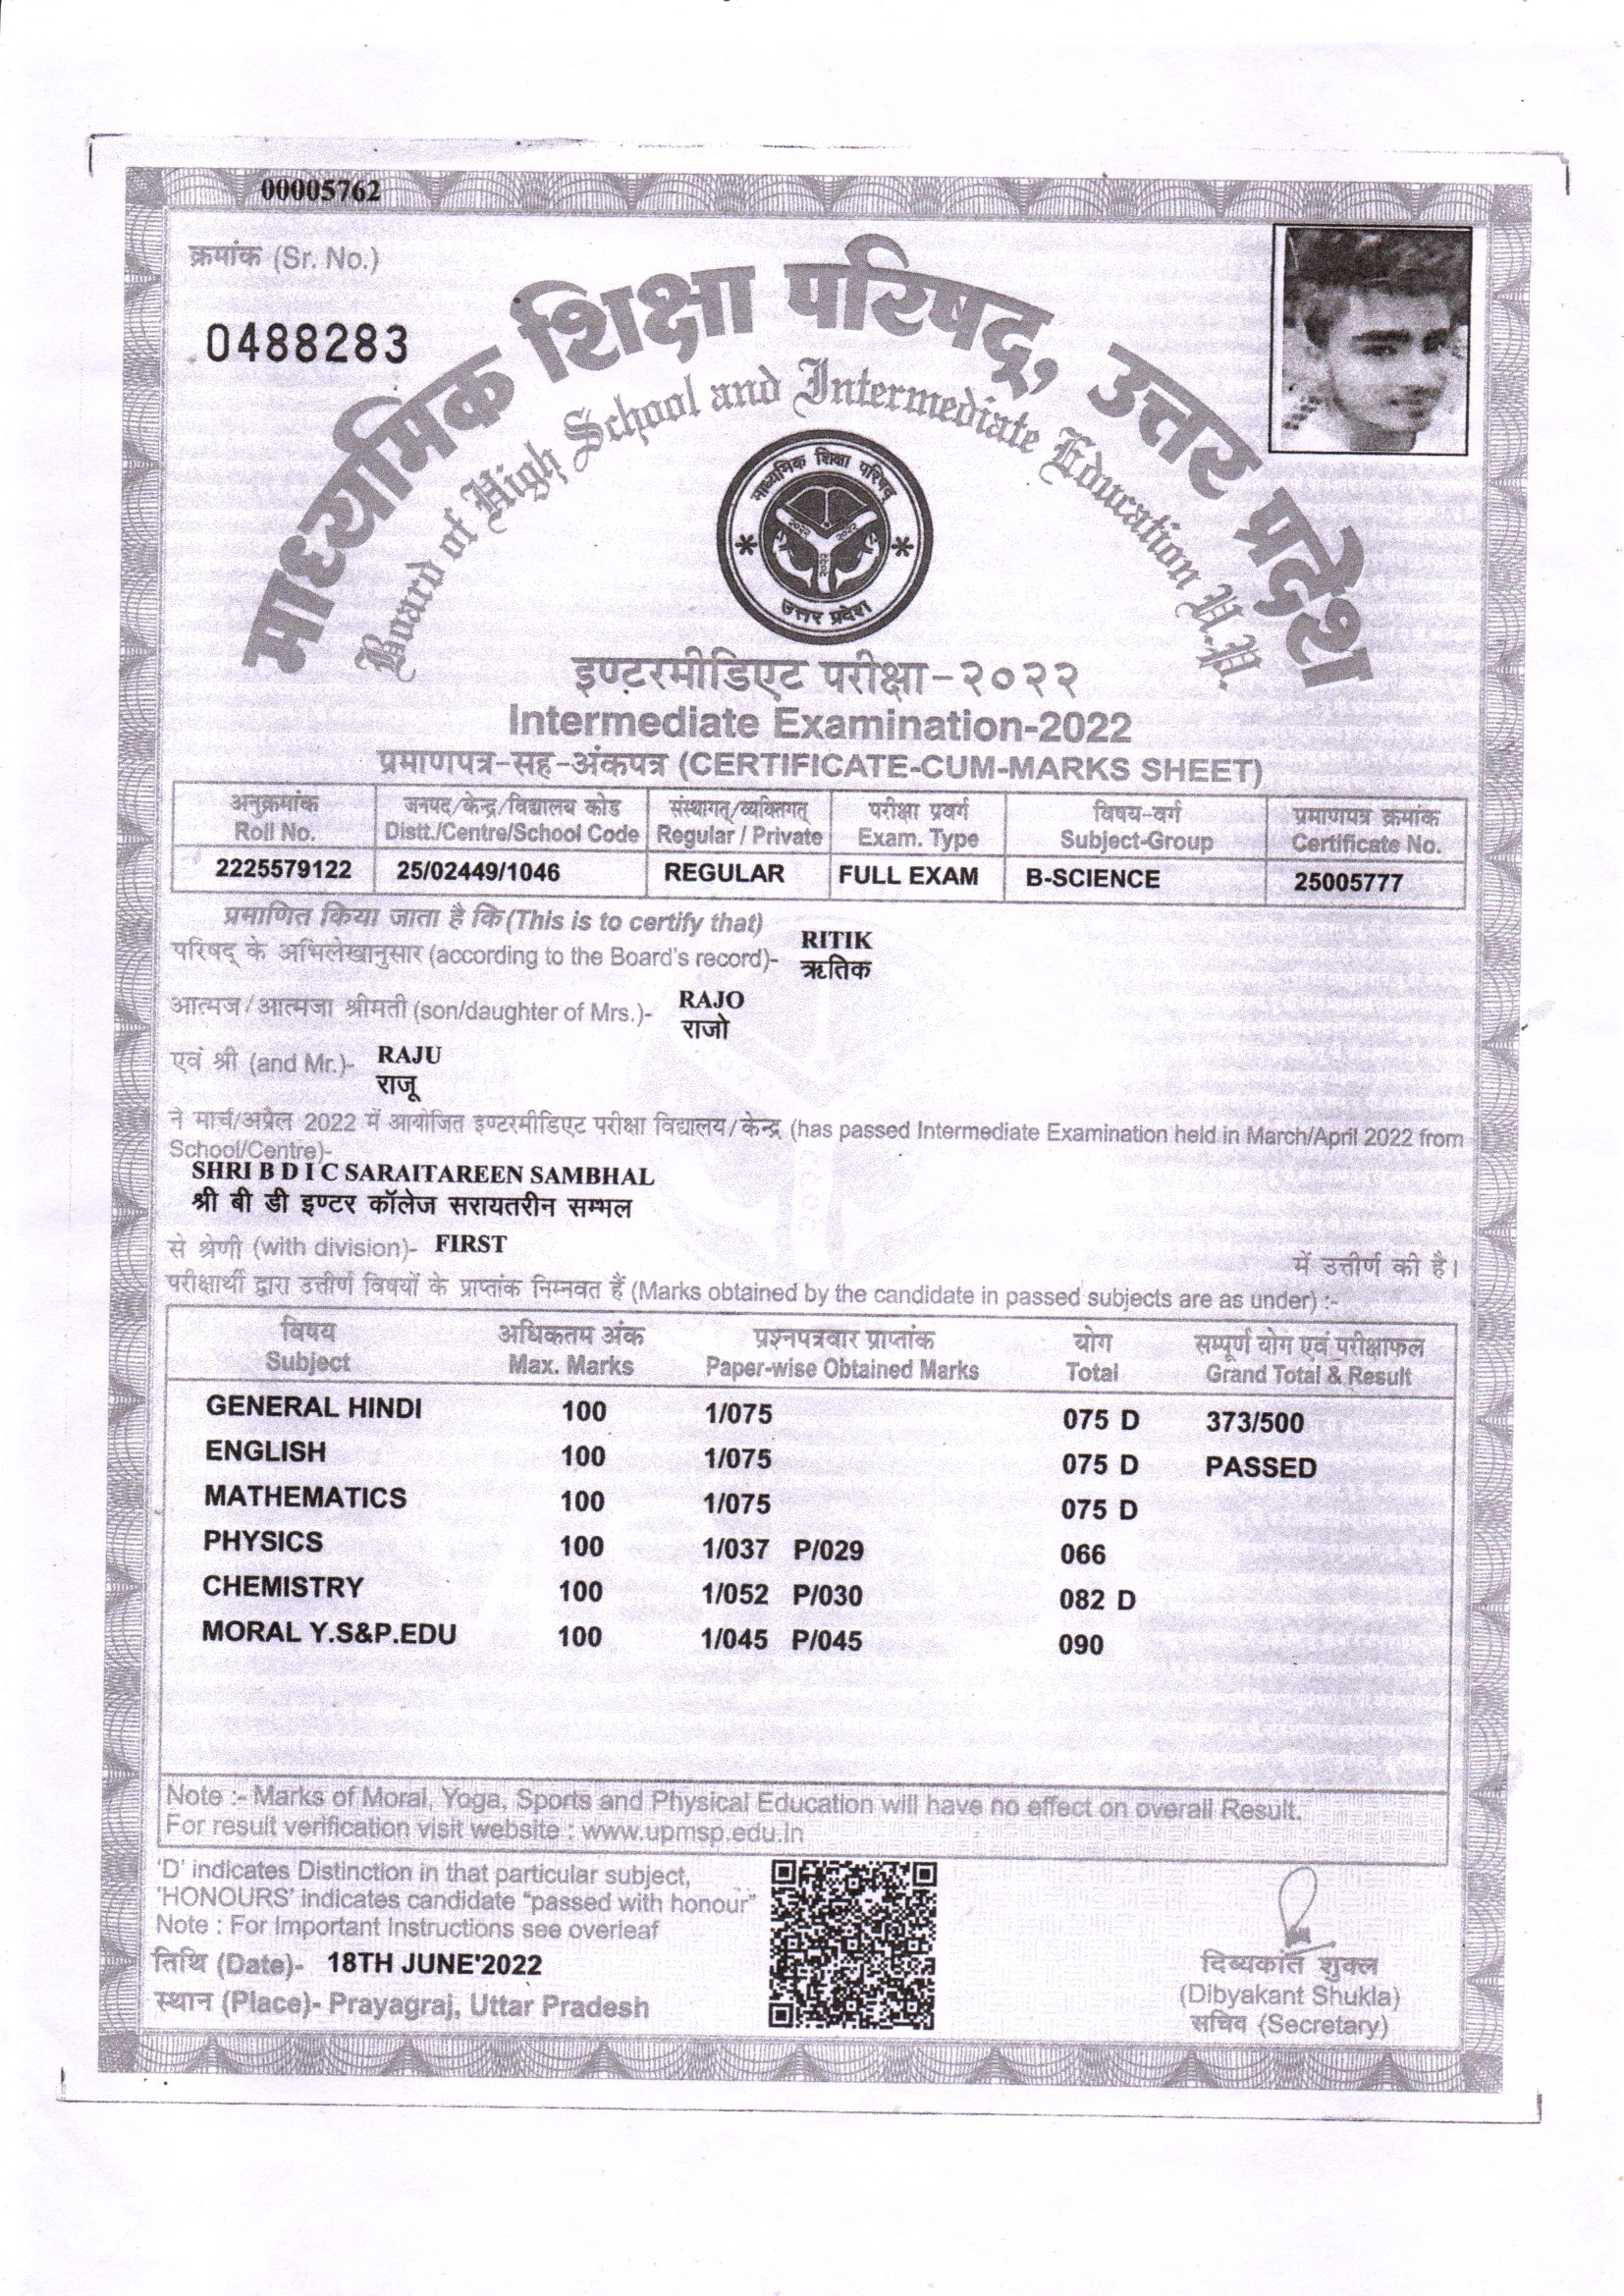 00005762
क्रमांक (Sr. No.)
0488283
माध्यमिक शिक्षा परिषद्, उत्तर प्रदेश
Board of High School and Intermediate Education U.P.
माध्यमिक शिक्षा परिषद्
२०२२ २०२२
२०२२
उत्तर प्रदेश
इण्टरमीडिएट परीक्षा-२०२२
Intermediate Examination-2022
प्रमाणपत्र-सह-अंकपत्र (CERTIFICATE-CUM-MARKS SHEET)
अनुक्रमांक जनपद/केन्द्र/विद्यालय कोड संस्थागत/व्यक्तिगत परीक्षा प्रवर्ग विषय-वर्ग प्रमाणपत्र क्रमांक
Roll No. Distt./Centre/School Code Regular / Private Exam. Type Subject-Group Certificate No.
2225579122 25/02449/1046 REGULAR FULL EXAM B-SCIENCE 25005777
प्रमाणित किया जाता है कि (This is to certify that)
परिषद् के अभिलेखानुसार (according to the Board's record)- RITIK
ऋतिक
आत्मज/आत्मजा श्रीमती (son/daughter of Mrs.)- RAJO
राजो
एवं श्री (and Mr.)- RAJU
राजू
ने मार्च/अप्रैल 2022 में आयोजित इण्टरमीडिएट परीक्षा विद्यालय/केन्द्र (has passed Intermediate Examination held in March/April 2022 from
School/Centre)-
SHRI B D I C SARAITAREEN SAMBHAL
श्री बी डी इण्टर कॉलेज सरायतरीन सम्भल
से श्रेणी (with division)- FIRST में उत्तीर्ण की है।
परीक्षार्थी द्वारा उत्तीर्ण विषयों के प्राप्तांक निम्नवत हैं (Marks obtained by the candidate in passed subjects are as under) :-
विषय अधिकतम अंक प्रश्नपत्रवार प्राप्तांक योग सम्पूर्ण योग एवं परीक्षाफल
Subject Max. Marks Paper-wise Obtained Marks Total Grand Total & Result
GENERAL HINDI 100 1/075 075 D 373/500
ENGLISH 100 1/075 075 D PASSED
MATHEMATICS 100 1/075 075 D
PHYSICS 100 1/037 P/029 066
CHEMISTRY 100 1/052 P/030 082 D
MORAL Y.S&P.EDU 100 1/045 P/045 090
Note :- Marks of Moral, Yoga, Sports and Physical Education will have no effect on overall Result.
For result verification visit website : www.upmsp.edu.in
'D' indicates Distinction in that particular subject,
'HONOURS' indicates candidate "passed with honour"
Note : For Important Instructions see overleaf
तिथि (Date)- 18TH JUNE'2022
स्थान (Place)- Prayagraj, Uttar Pradesh
दिब्यकांत शुक्ल
(Dibyakant Shukla)
सचिव (Secretary)